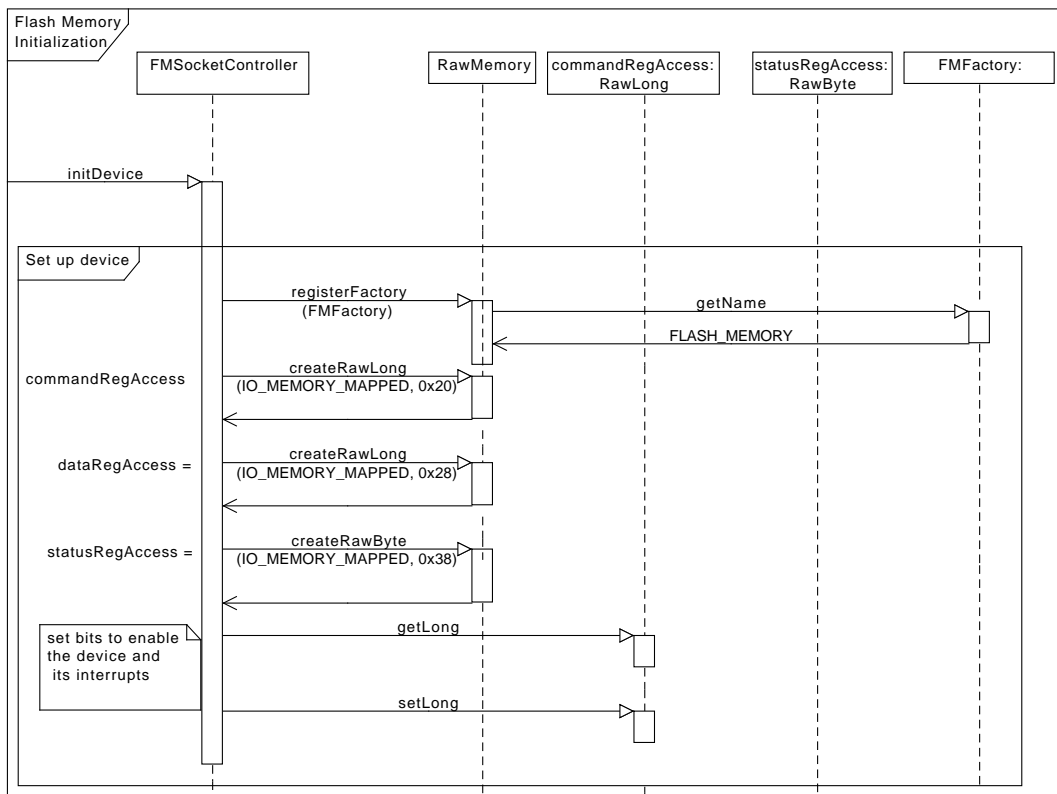 Flash Memory
Initialization
FMSocketController
RawMemory
commandRegAccess:
RawLong
statusRegAccess:
RawByte
FMFactory:
initDevice
Set up device
registerFactory
(FMFactory)
getName
FLASH_MEMORY
commandRegAccess
createRawLong
(IO_MEMORY_MAPPED, 0x20)
dataRegAccess =
createRawLong
(IO_MEMORY_MAPPED, 0x28)
statusRegAccess =
createRawByte
(IO_MEMORY_MAPPED, 0x38)
set bits to enable
the device and
its interrupts
getLong
setLong